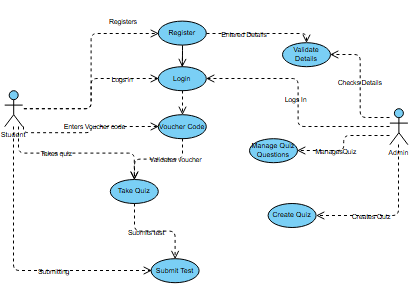 Registers
Register
Entered Details
Validate
Details
Logs in
Login
Checks Details
Logs In
Enters Voucher code
Voucher Code
Student
Admin
Takes quiz
Validates voucher
Manage Quiz
Questions
Manages Quiz
Take Quiz
Create Quiz
Creates Quiz
Submits test
Submitting
Submit Test